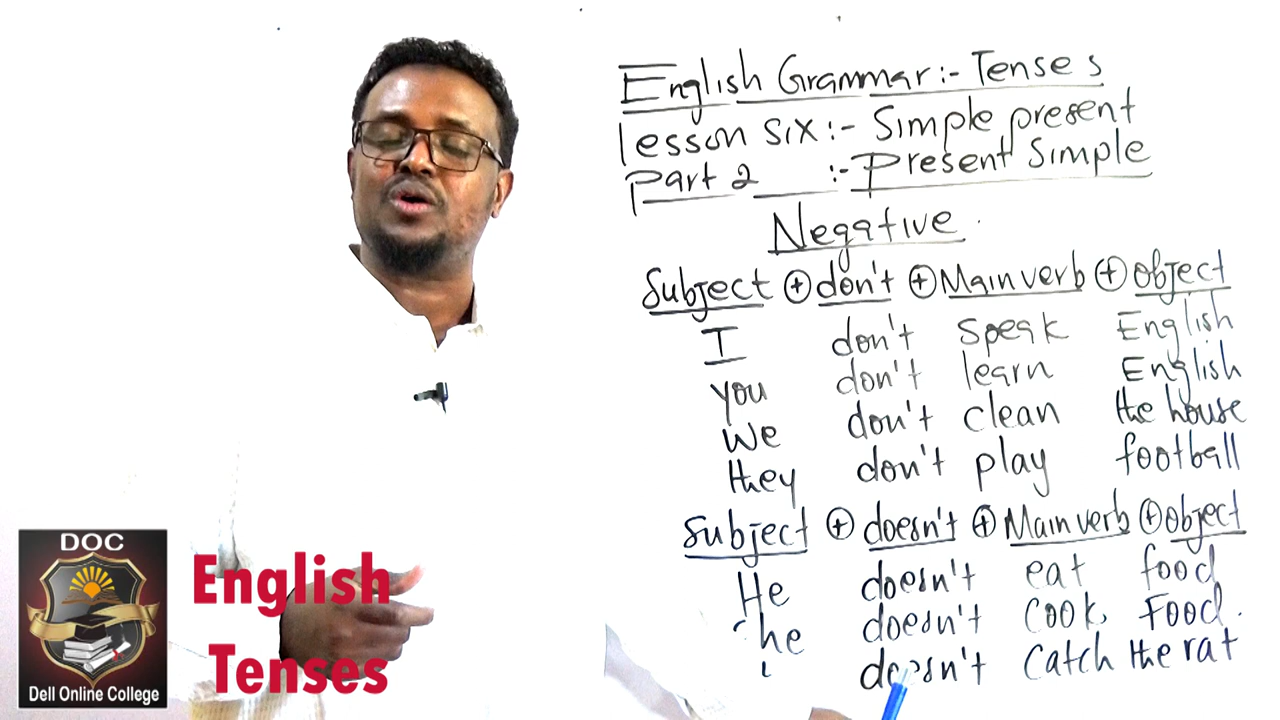 English Grammar:- Tenses
lesson six:- Simple present
Part 2 :- Present Simple
Negative.
Subject + don't + Main verb + Object
I don't speak English
you don't learn English
We don't clean the house
they don't play football
Subject + doesn't + Main verb + object
He doesn't eat food
he doesn't cook, Food.
doesn't catch the rat
DOC
Dell Online College
English
Tenses